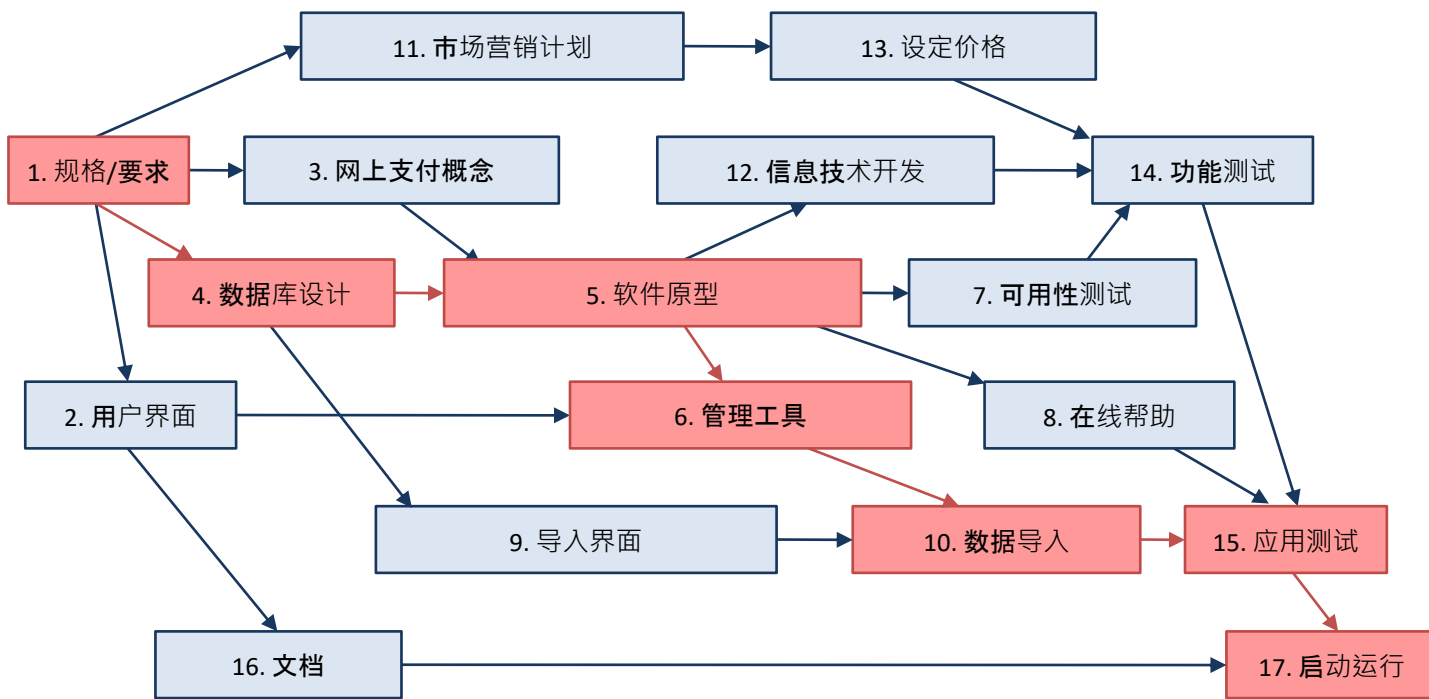 11. 市场营销计划
13. 设定价格
1. 规格/要求
3. 网上支付概念
12. 信息技术开发
14. 功能测试
4. 数据库设计
5. 软件原型
7. 可用性测试
2. 用户界面
6. 管理工具
8. 在线帮助
9. 导入界面
10. 数据导入
15. 应用测试
16. 文档
17. 启动运行